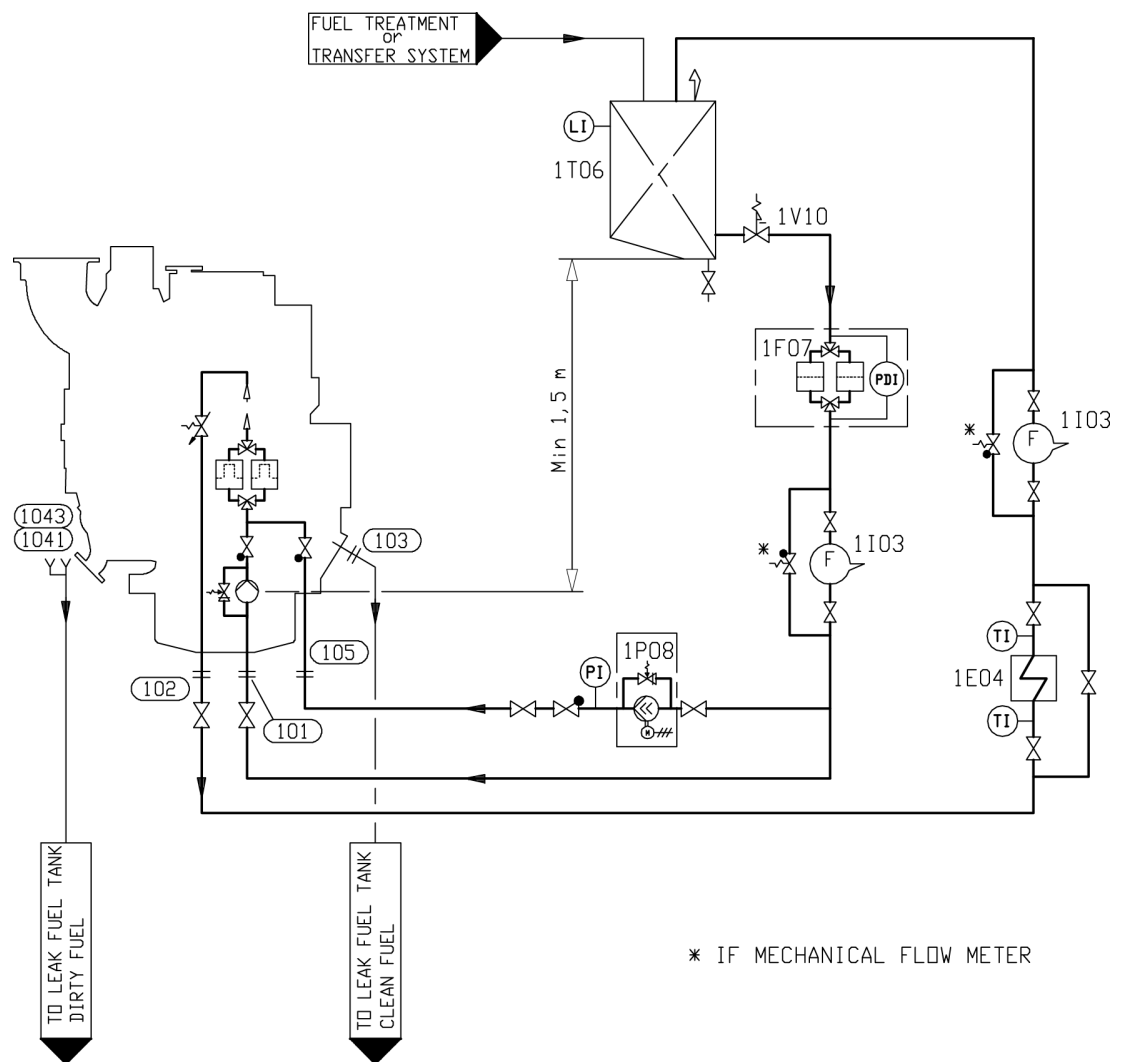 FUEL TREATMENT
or
TRANSFER SYSTEM
LI
1T06
1V10
1F07
PDI
Min 1,5 m
* F
1I03
* F
1I03
1043
1041
103
105
102
101
1P08
PI
M
TI
1E04
TI
TO LEAK FUEL TANK
DIRTY FUEL
TO LEAK FUEL TANK
CLEAN FUEL
* IF MECHANICAL FLOW METER